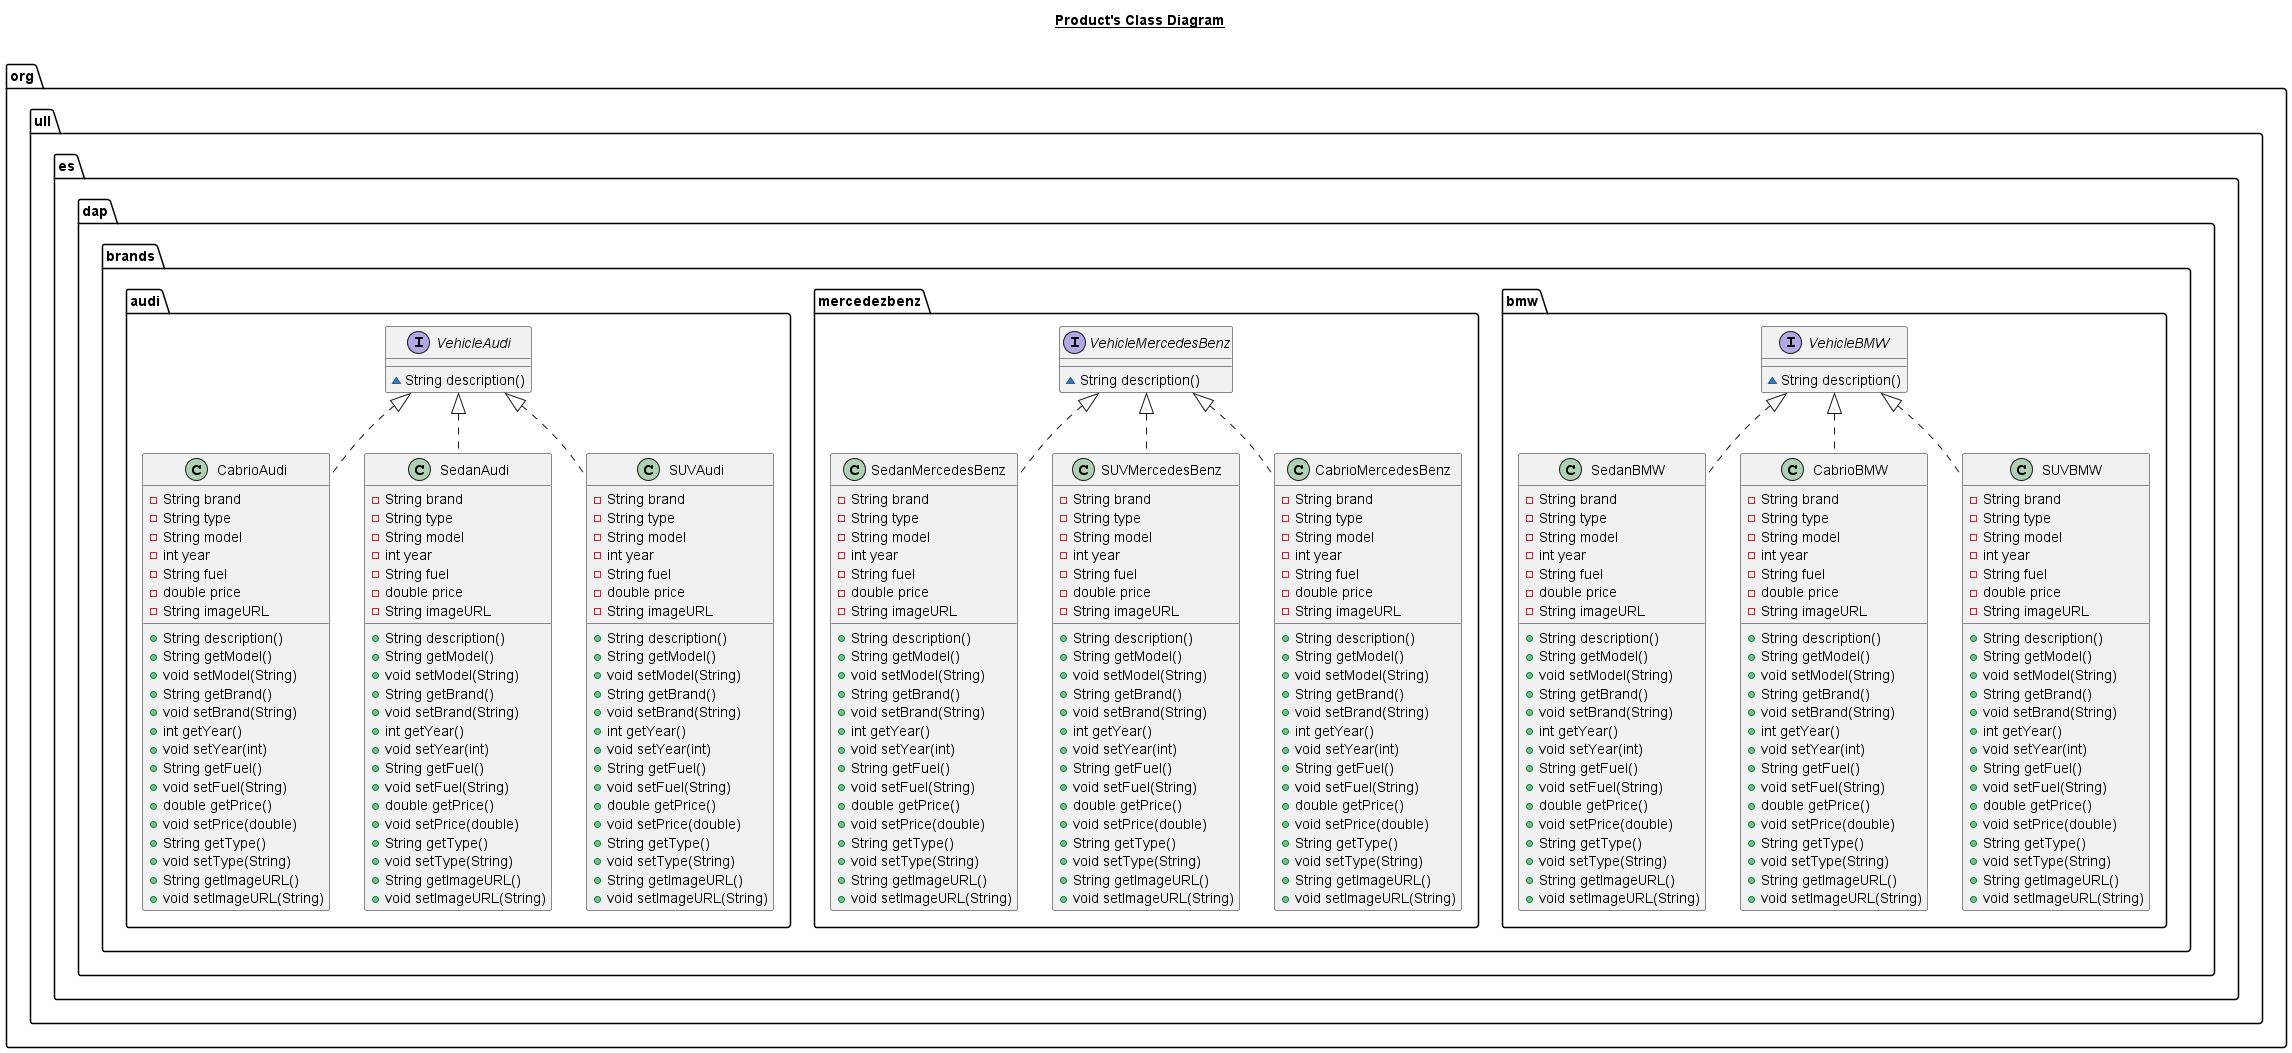 Product's Class Diagram
org
ull
es
dap
brands
audi
I VehicleAudi
String description()
C CabrioAudi
String brand
String type
String model
int year
String fuel
double price
String imageURL
String description()
String getModel()
void setModel(String)
String getBrand()
void setBrand(String)
int getYear()
void setYear(int)
String getFuel()
void setFuel(String)
double getPrice()
void setPrice(double)
String getType()
void setType(String)
String getImageURL()
void setImageURL(String)
C SedanAudi
String brand
String type
String model
int year
String fuel
double price
String imageURL
String description()
String getModel()
void setModel(String)
String getBrand()
void setBrand(String)
int getYear()
void setYear(int)
String getFuel()
void setFuel(String)
double getPrice()
void setPrice(double)
String getType()
void setType(String)
String getImageURL()
void setImageURL(String)
C SUVAudi
String brand
String type
String model
int year
String fuel
double price
String imageURL
String description()
String getModel()
void setModel(String)
String getBrand()
void setBrand(String)
int getYear()
void setYear(int)
String getFuel()
void setFuel(String)
double getPrice()
void setPrice(double)
String getType()
void setType(String)
String getImageURL()
void setImageURL(String)
mercedezbenz
I VehicleMercedesBenz
String description()
C SedanMercedesBenz
String brand
String type
String model
int year
String fuel
double price
String imageURL
String description()
String getModel()
void setModel(String)
String getBrand()
void setBrand(String)
int getYear()
void setYear(int)
String getFuel()
void setFuel(String)
double getPrice()
void setPrice(double)
String getType()
void setType(String)
String getImageURL()
void setImageURL(String)
C SUVMercedesBenz
String brand
String type
String model
int year
String fuel
double price
String imageURL
String description()
String getModel()
void setModel(String)
String getBrand()
void setBrand(String)
int getYear()
void setYear(int)
String getFuel()
void setFuel(String)
double getPrice()
void setPrice(double)
String getType()
void setType(String)
String getImageURL()
void setImageURL(String)
C CabrioMercedesBenz
String brand
String type
String model
int year
String fuel
double price
String imageURL
String description()
String getModel()
void setModel(String)
String getBrand()
void setBrand(String)
int getYear()
void setYear(int)
String getFuel()
void setFuel(String)
double getPrice()
void setPrice(double)
String getType()
void setType(String)
String getImageURL()
void setImageURL(String)
bmw
I VehicleBMW
String description()
C SedanBMW
String brand
String type
String model
int year
String fuel
double price
String imageURL
String description()
String getModel()
void setModel(String)
String getBrand()
void setBrand(String)
int getYear()
void setYear(int)
String getFuel()
void setFuel(String)
double getPrice()
void setPrice(double)
String getType()
void setType(String)
String getImageURL()
void setImageURL(String)
C CabrioBMW
String brand
String type
String model
int year
String fuel
double price
String imageURL
String description()
String getModel()
void setModel(String)
String getBrand()
void setBrand(String)
int getYear()
void setYear(int)
String getFuel()
void setFuel(String)
double getPrice()
void setPrice(double)
String getType()
void setType(String)
String getImageURL()
void setImageURL(String)
C SUVBMW
String brand
String type
String model
int year
String fuel
double price
String imageURL
String description()
String getModel()
void setModel(String)
String getBrand()
void setBrand(String)
int getYear()
void setYear(int)
String getFuel()
void setFuel(String)
double getPrice()
void setPrice(double)
String getType()
void setType(String)
String getImageURL()
void setImageURL(String)